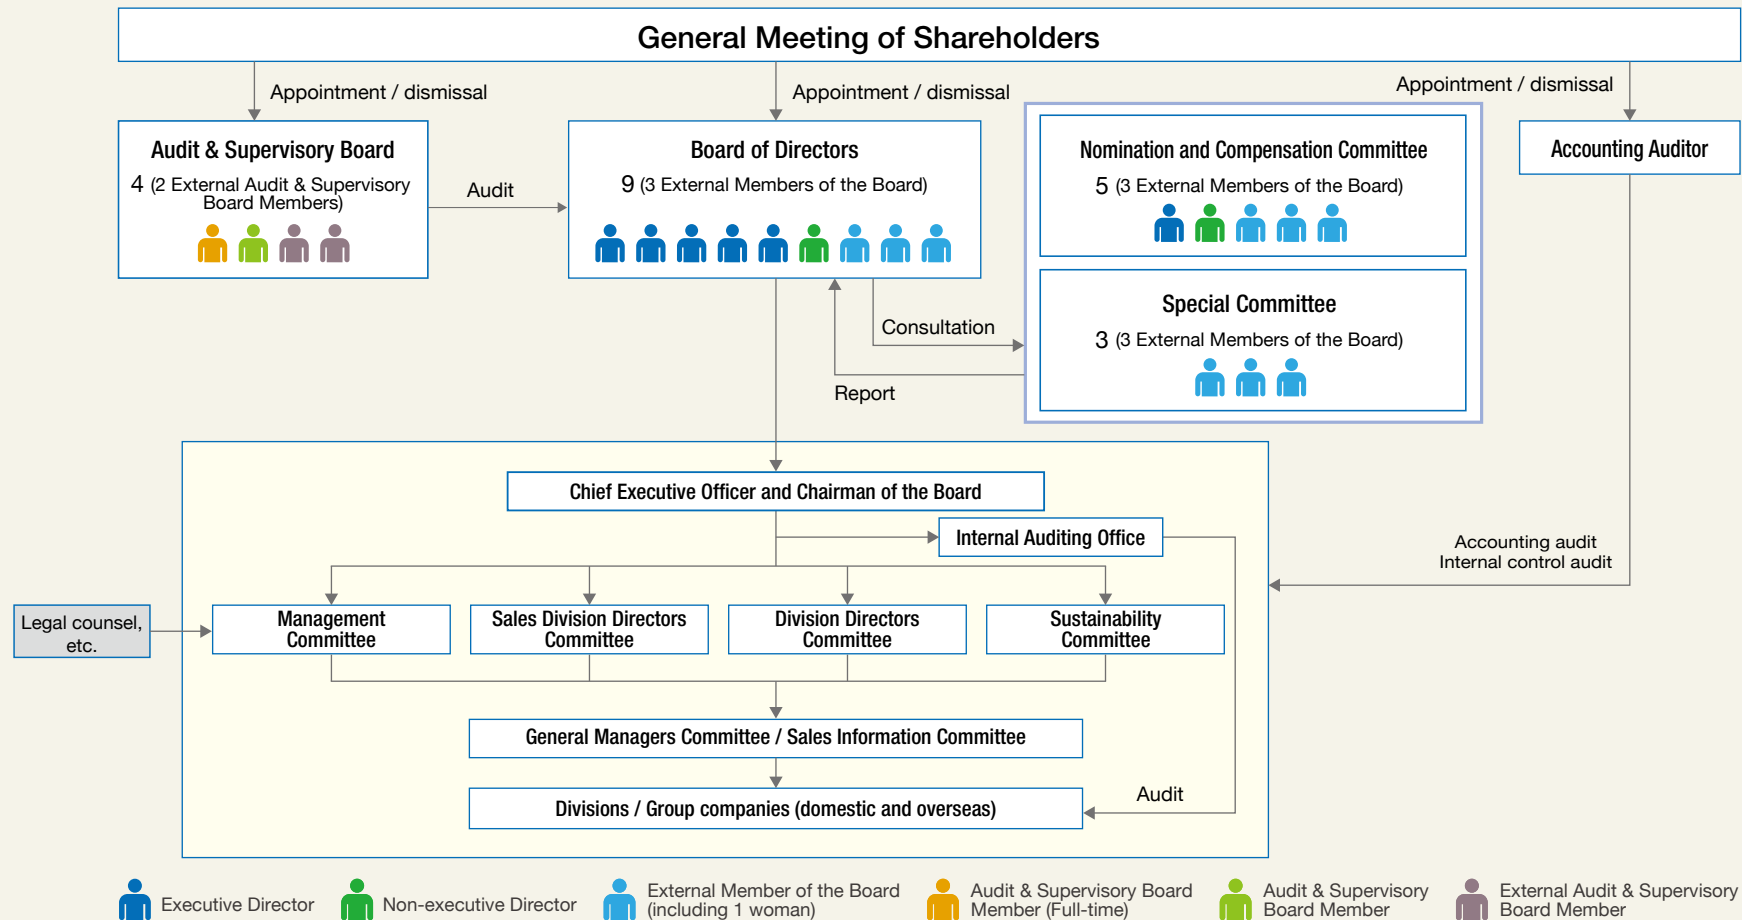 General Meeting of Shareholders
Appointment / dismissal
Appointment / dismissal
Appointment / dismissal
Audit & Supervisory Board
4 (2 External Audit & Supervisory
Board Members)
Audit
Board of Directors
9 (3 External Members of the Board)
Nomination and Compensation Committee
5 (3 External Members of the Board)
Accounting Auditor
Special Committee
3 (3 External Members of the Board)
Consultation
Report
Chief Executive Officer and Chairman of the Board
Internal Auditing Office
Accounting audit
Internal control audit
Legal counsel,
etc.
Management
Committee
Sales Division Directors
Committee
Division Directors
Committee
Sustainability
Committee
General Managers Committee / Sales Information Committee
Divisions / Group companies (domestic and overseas)
Audit
Executive Director
Non-executive Director
External Member of the Board
(including 1 woman)
Audit & Supervisory Board
Member (Full-time)
Audit & Supervisory
Board Member
External Audit & Supervisory
Board Member